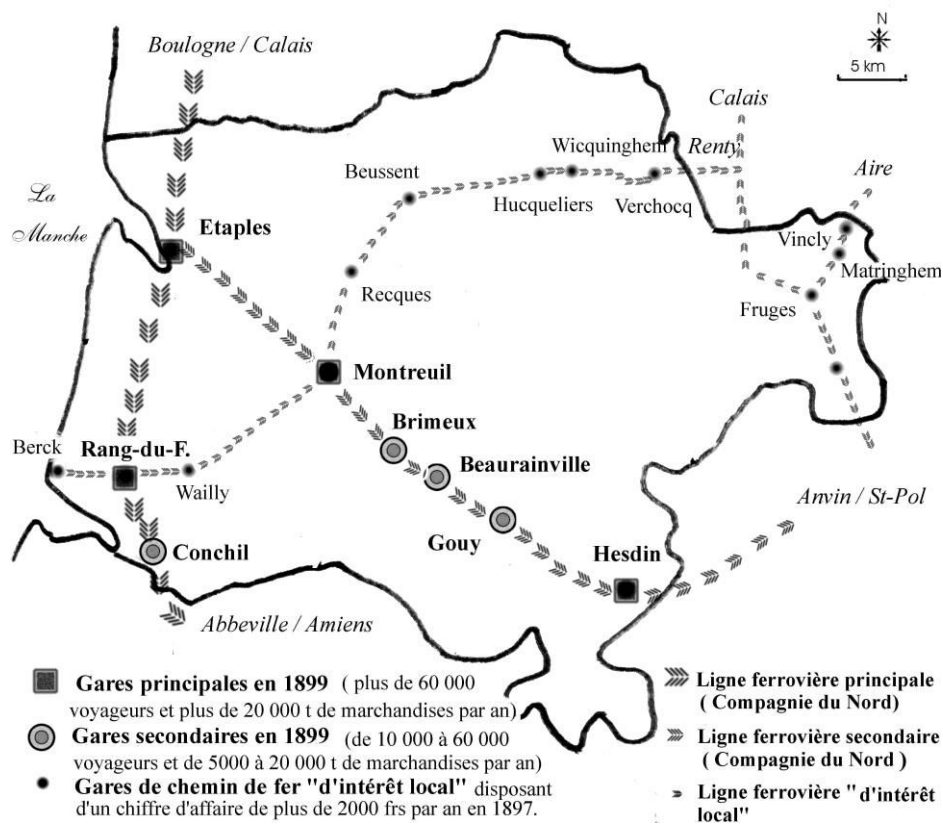 Boulogne / Calais
N
5 km
Calais
Wicquinghem
Renty
Aire
Beussent
La
Manche
Hucqueliers
Verchocq
Etaples
Vincly
Matringhem
Recques
Fruges
Montreuil
Brimeux
Berck
Rang-du-F.
Beaurainville
Wailly
Anvin / St-Pol
Gouy
Conchil
Hesdin
Abbeville / Amiens
Gares principales en 1899 ( plus de 60 000
voyageurs et plus de 20 000 t de marchandises par an)
Gares secondaires en 1899 (de 10 000 à 60 000
voyageurs et de 5000 à 20 000 t de marchandises par an)
Gares de chemin de fer "d'intérêt local" disposant
d'un chiffre d'affaire de plus de 2000 frs par an en 1897.
Ligne ferrovière principale
( Compagnie du Nord)
Ligne ferrovière secondaire
( Compagnie du Nord )
Ligne ferrovière "d'intérêt
local"